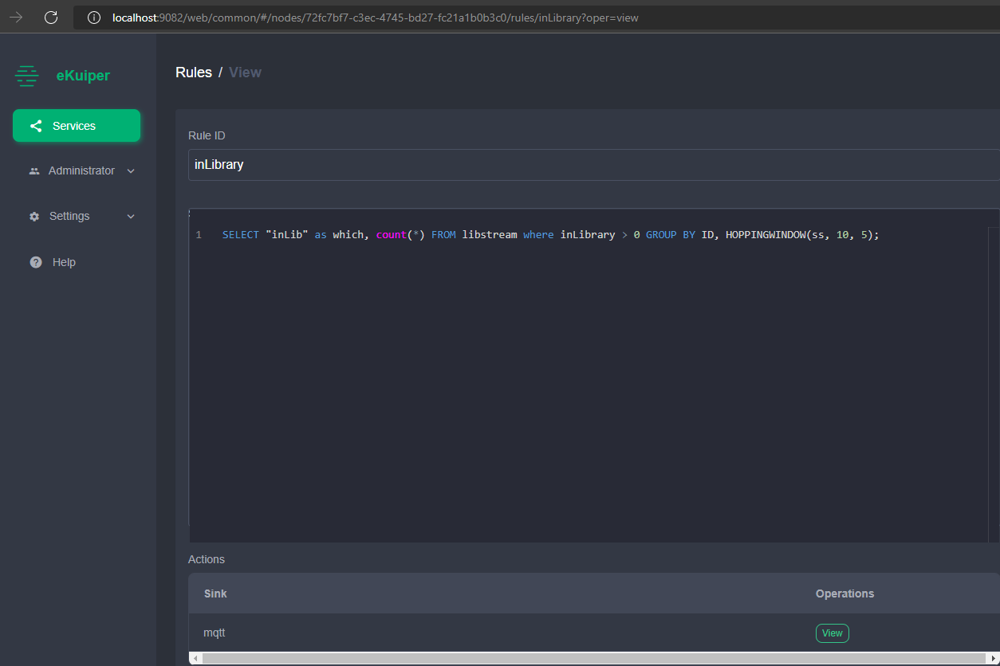 localhost:9082/web/common/#/nodes/72fc7bf7-c3ec-4745-bd27-fc21a1b0b3c0/rules/inLibrary?oper=view
eKuiper
Rules / View
Services
Rule ID
Administrator
inLibrary
Settings
1 SELECT "inLib" as which, count(*) FROM libstream where inLibrary > 0 GROUP BY ID, HOPPINGWINDOW(ss, 10, 5);
Help
Actions
Sink Operations
mqtt View